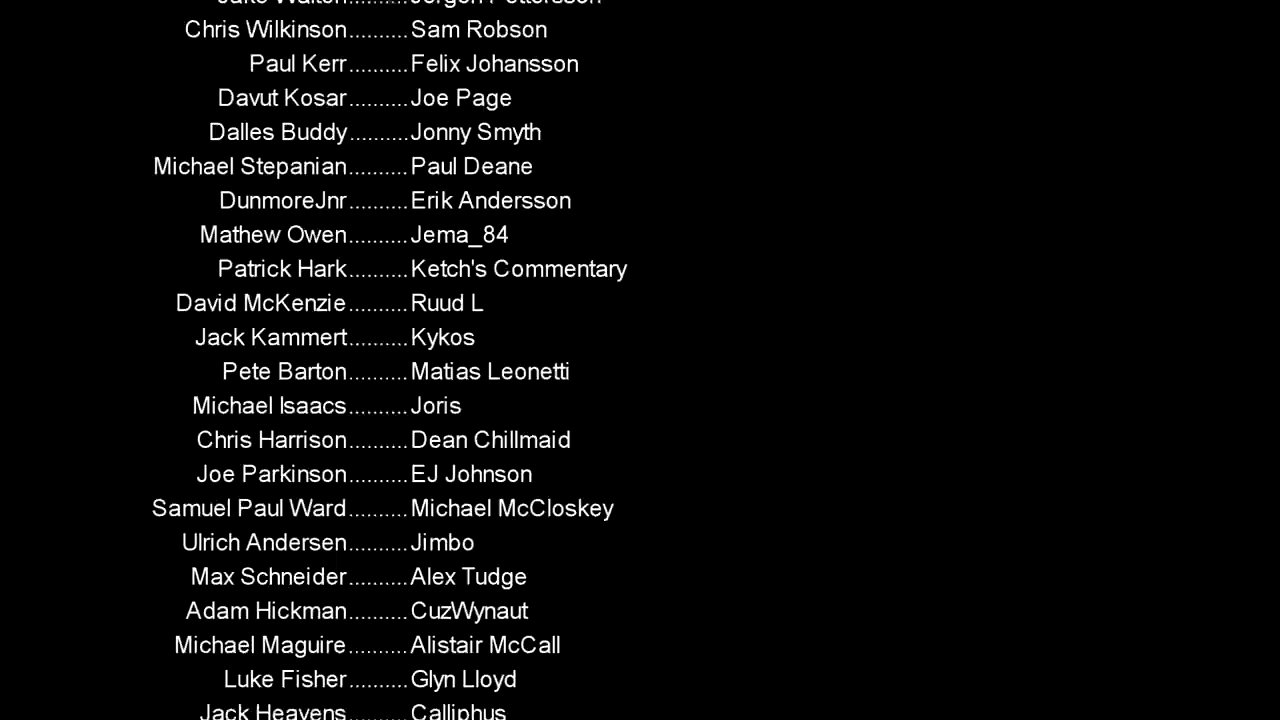 Chris Wilkinson..........Sam Robson
Paul Kerr..........Felix Johansson
Davut Kosar..........Joe Page
Dalles Buddy..........Jonny Smyth
Michael Stepanian..........Paul Deane
DunmoreJnr..........Erik Andersson
Mathew Owen..........Jema_84
Patrick Hark..........Ketch's Commentary
David McKenzie..........Ruud L
Jack Kammert..........Kykos
Pete Barton..........Matias Leonetti
Michael Isaacs..........Joris
Chris Harrison..........Dean Chillmaid
Joe Parkinson..........EJ Johnson
Samuel Paul Ward..........Michael McCloskey
Ulrich Andersen..........Jimbo
Max Schneider..........Alex Tudge
Adam Hickman..........CuzWynaut
Michael Maguire..........Alistair McCall
Luke Fisher..........Glyn Lloyd
Jack Heavens..........Calliphus